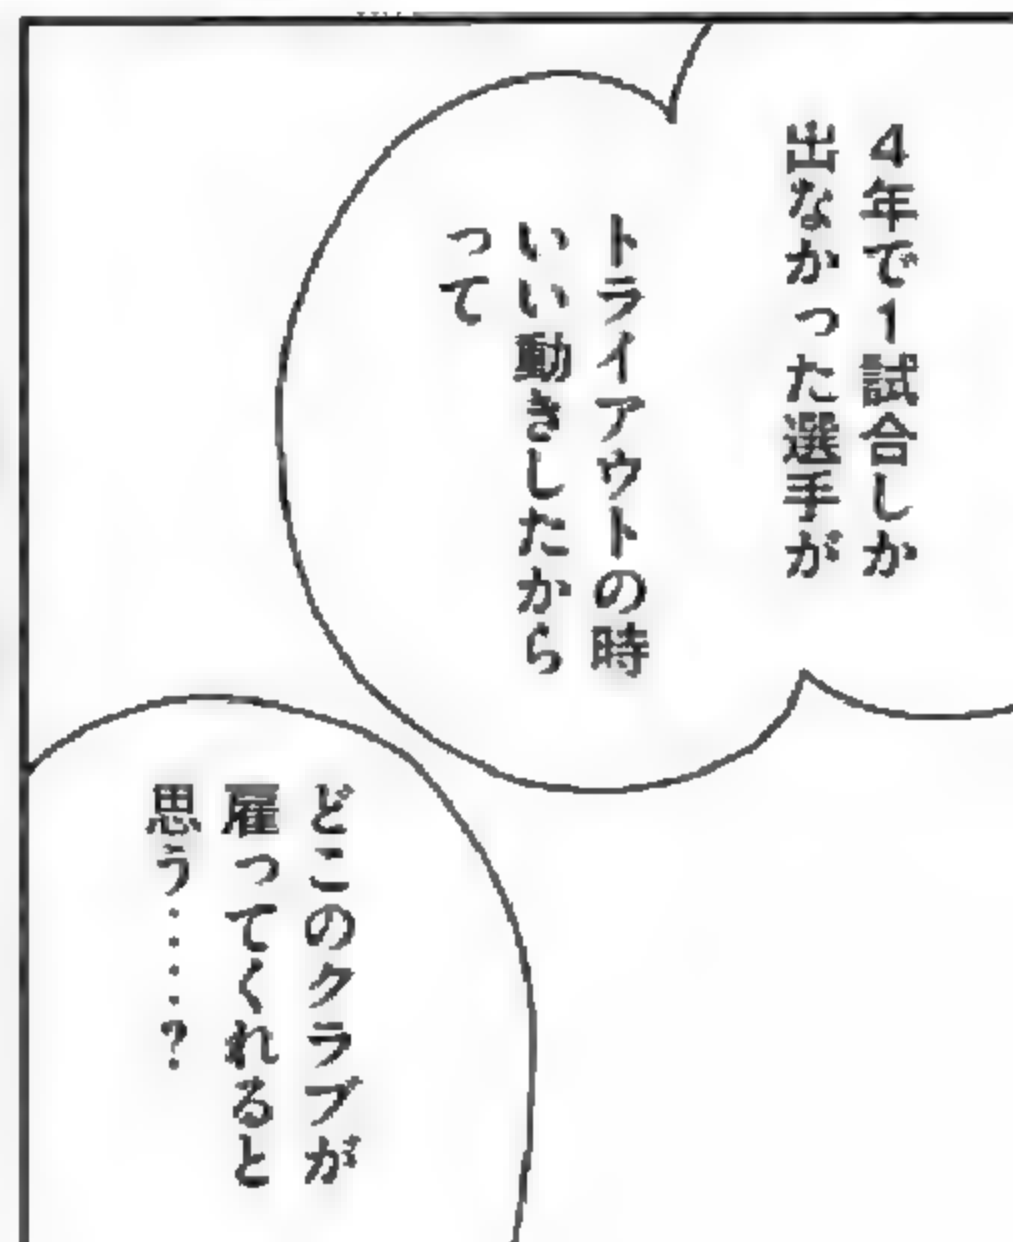 4年で1試合しか
出なかった選手が
トライアウトの時
いい動きしたから
って
どこのクラブが
雇ってくれると
思う……?